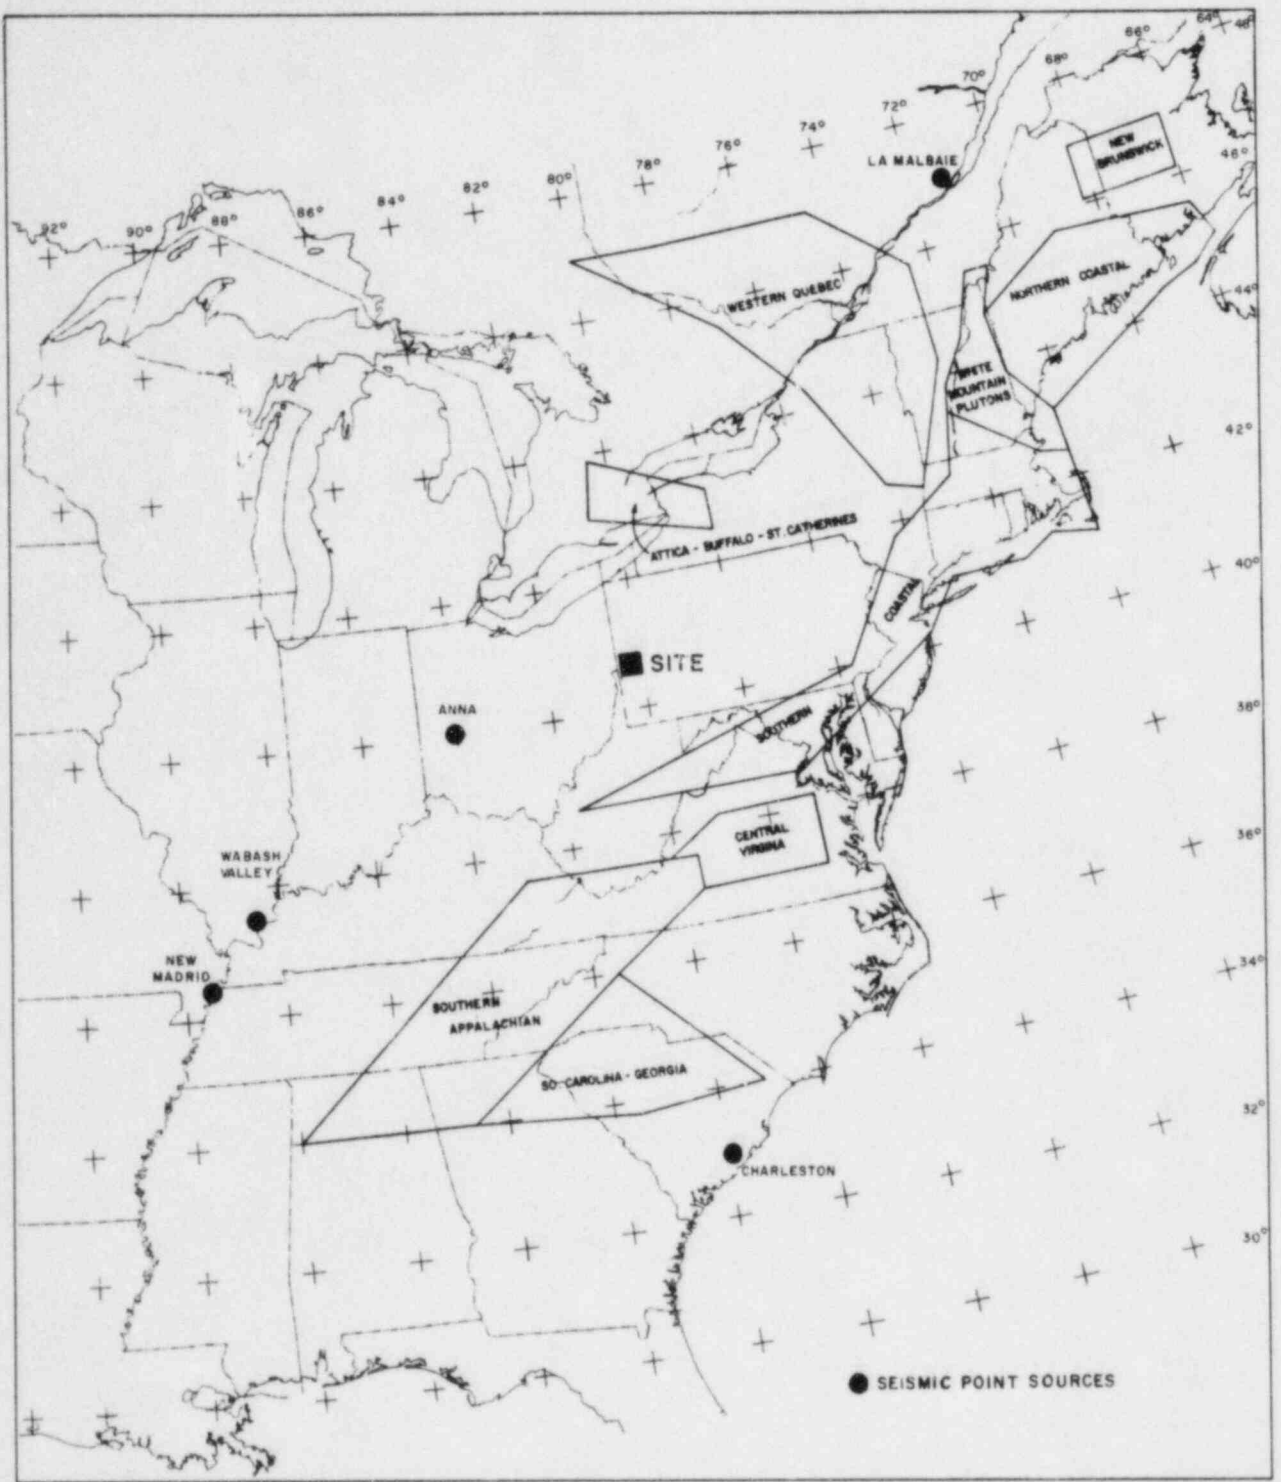 64° 48°
66°
68°
70°
72°
74°
76°
78°
80°
82°
84°
86°
88°
90°
92°
LA MALBAIE
NEW
BRUNSWICK
46°
WESTERN QUEBEC
NORTHERN COASTAL
44°
WHITE
MOUNTAIN
PLUTONS
42°
ATTICA - BUFFALO - ST. CATHERINES
40°
COASTAL
SITE
ANNA
SOUTHERN
38°
CENTRAL
VIRGINA
36°
WABASH
VALLEY
NEW
MADRID
34°
SOUTHERN
APPALACHIAN
SO. CAROLINA - GEORGIA
32°
CHARLESTON
30°
SEISMIC POINT SOURCES